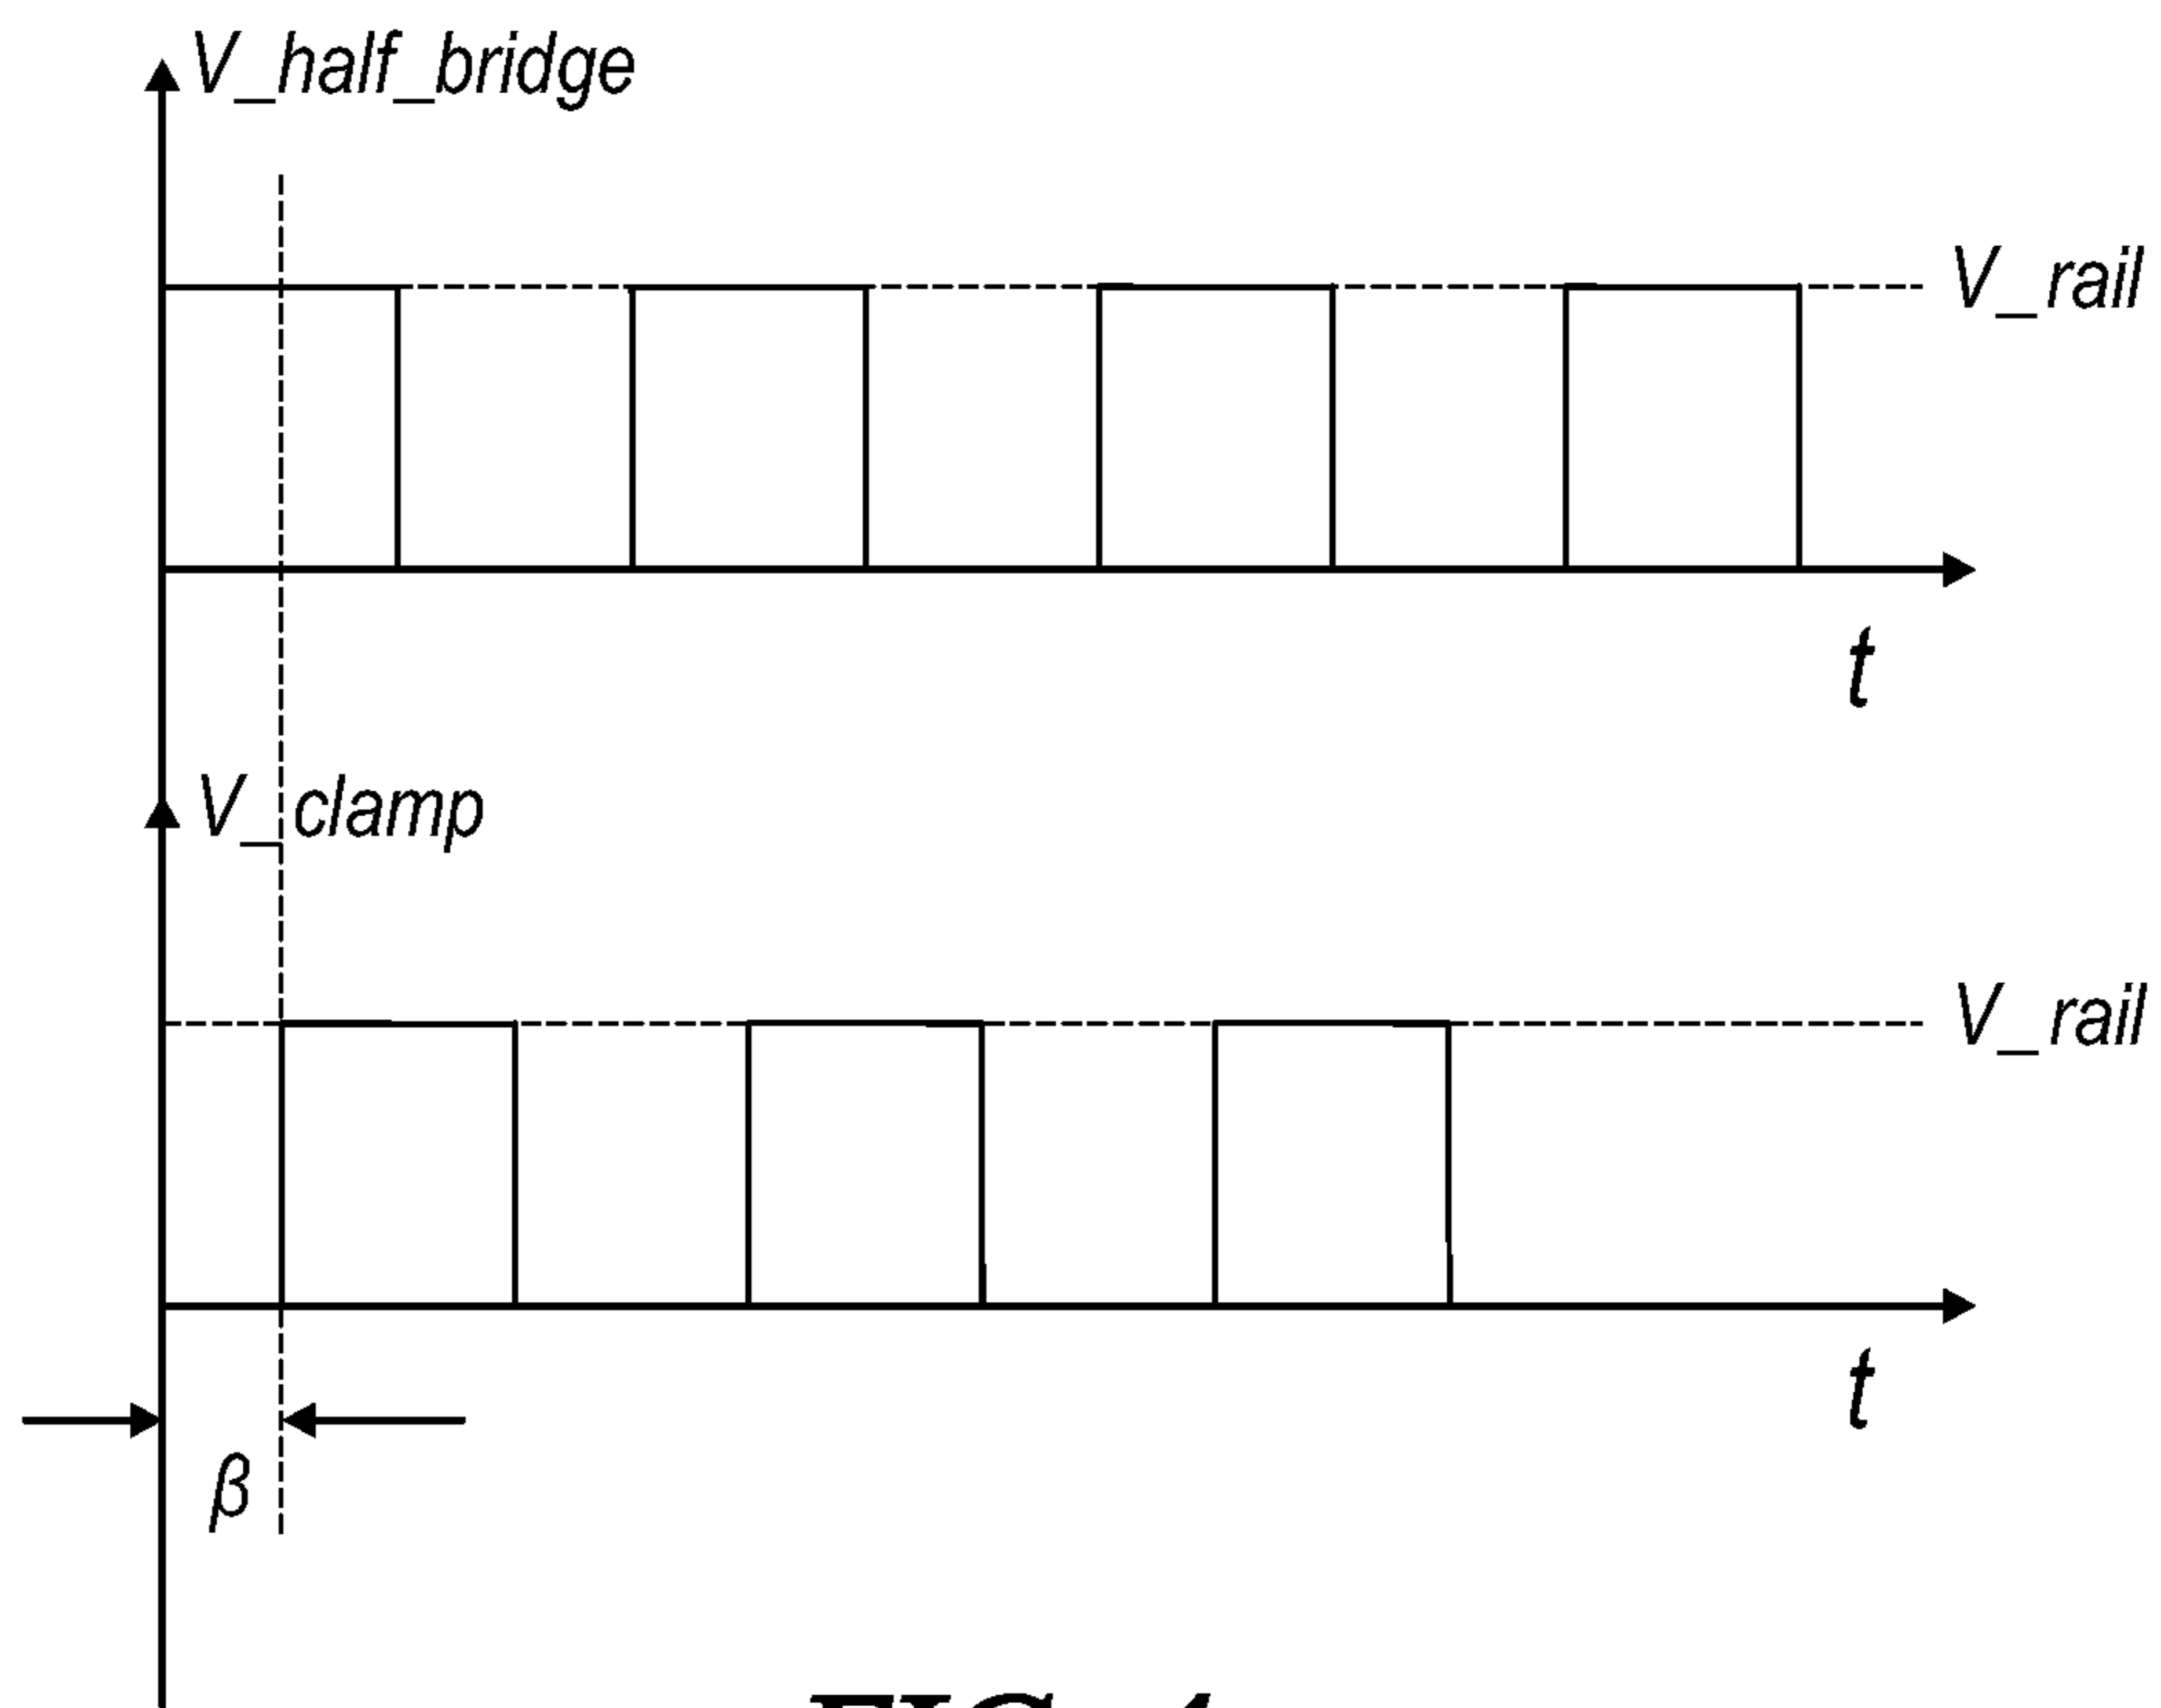 V_half_bridge
V_rail
t
V_clamp
V_rail
t
β